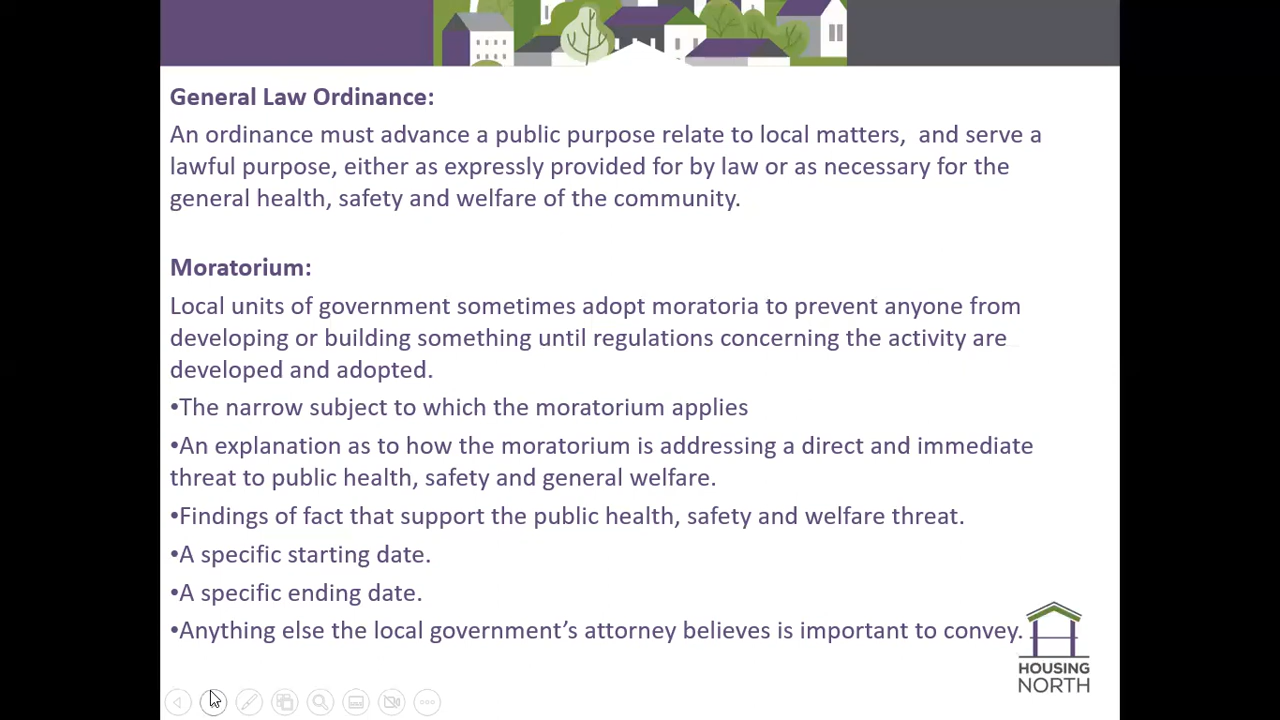 General Law Ordinance:
An ordinance must advance a public purpose relate to local matters,  and serve a
lawful purpose, either as expressly provided for by law or as necessary for the
general health, safety and welfare of the community.
Moratorium:
Local units of government sometimes adopt moratoria to prevent anyone from
developing or building something until regulations concerning the activity are
developed and adopted.
•The narrow subject to which the moratorium applies
•An explanation as to how the moratorium is addressing a direct and immediate
threat to public health, safety and general welfare.
•Findings of fact that support the public health, safety and welfare threat.
•A specific starting date.
•A specific ending date.
•Anything else the local government’s attorney believes is important to convey.
HOUSING
NORTH